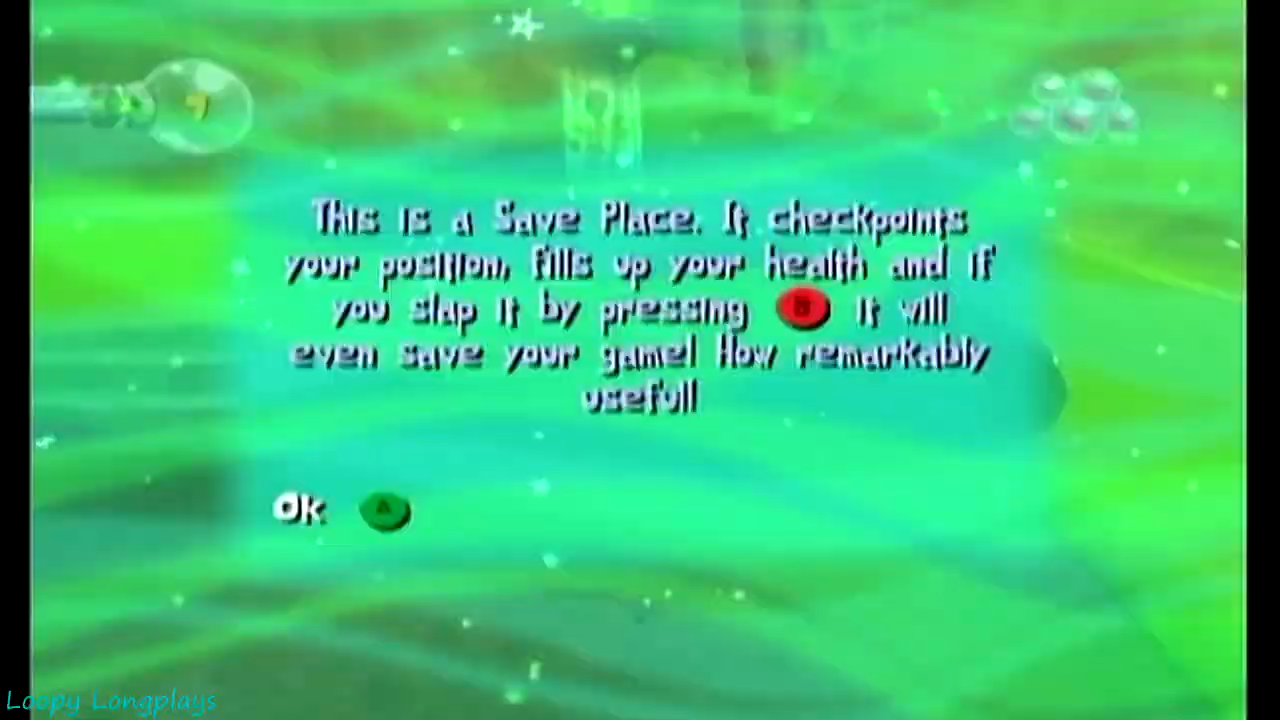 This is a Save Place. It checkpoints
your position, fills up your health and if
you slap it by pressing B it will
even save your game! How remarkably
useful!
Ok A
Loopy Longplays